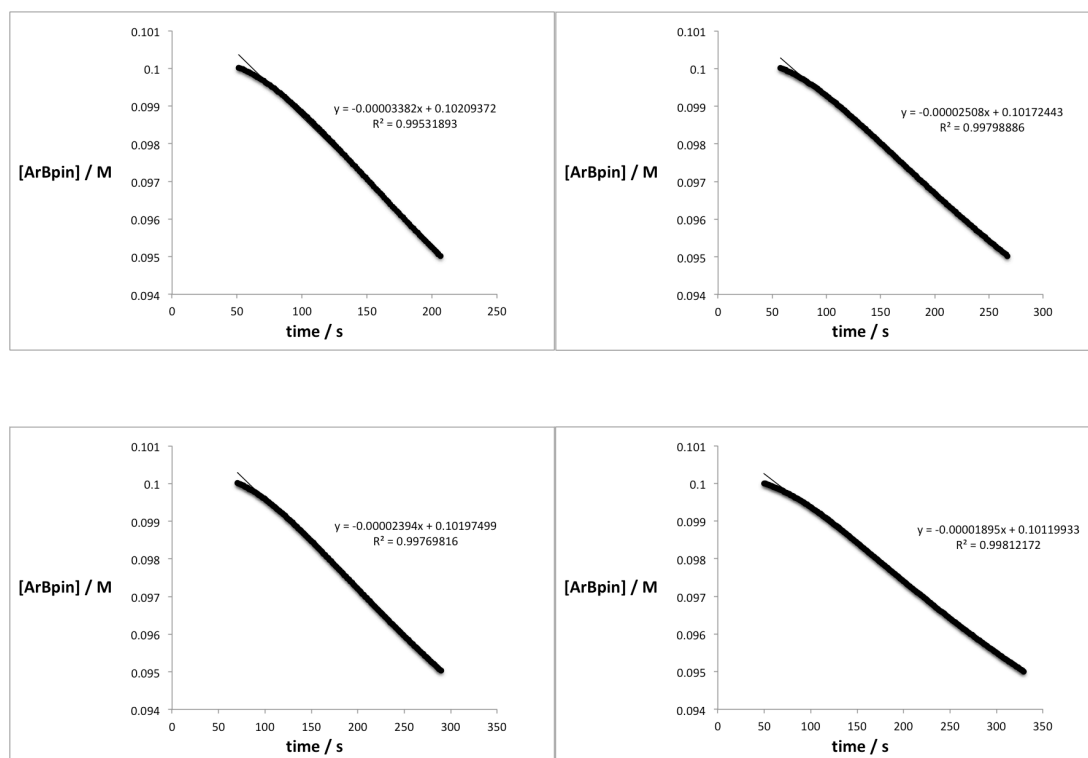 0.101
0.1
0.099
0.098
0.097
0.096
0.095
0.094
[ArBpin] / M
y = -0.00003382x + 0.10209372
R² = 0.99531893
0 50 100 150 200 250
time / s
0.101
0.1
0.099
0.098
0.097
0.096
0.095
0.094
[ArBpin] / M
y = -0.00002508x + 0.10172443
R² = 0.99798886
0 50 100 150 200 250 300
time / s
0.101
0.1
0.099
0.098
0.097
0.096
0.095
0.094
[ArBpin] / M
y = -0.00002394x + 0.10197499
R² = 0.99769816
0 50 100 150 200 250 300 350
time / s
0.101
0.1
0.099
0.098
0.097
0.096
0.095
0.094
[ArBpin] / M
y = -0.00001895x + 0.10119933
R² = 0.99812172
0 50 100 150 200 250 300 350
time / s